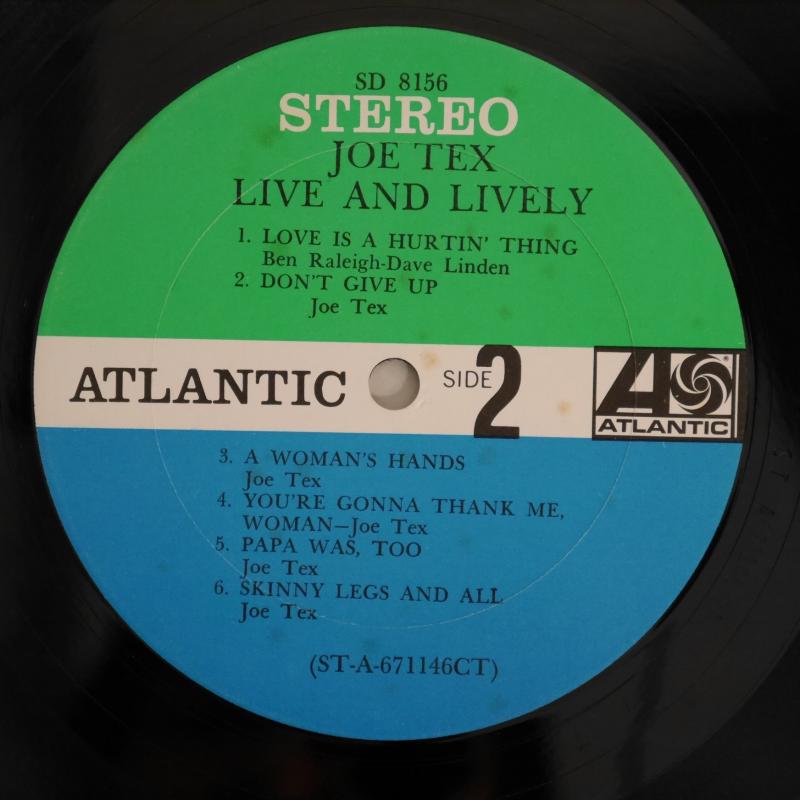 SD 8156
STEREO
JOE TEX
LIVE AND LIVELY
1. LOVE IS A HURTIN' THING
Ben Raleigh-Dave Linden
2. DON'T GIVE UP
Joe Tex
ATLANTIC
SIDE 2
ATLANTIC
3. A WOMAN'S HANDS
Joe Tex
4. YOU'RE GONNA THANK ME,
WOMAN—Joe Tex
5. PAPA WAS, TOO
Joe Tex
6. SKINNY LEGS AND ALL
Joe Tex
(ST-A-671146CT)